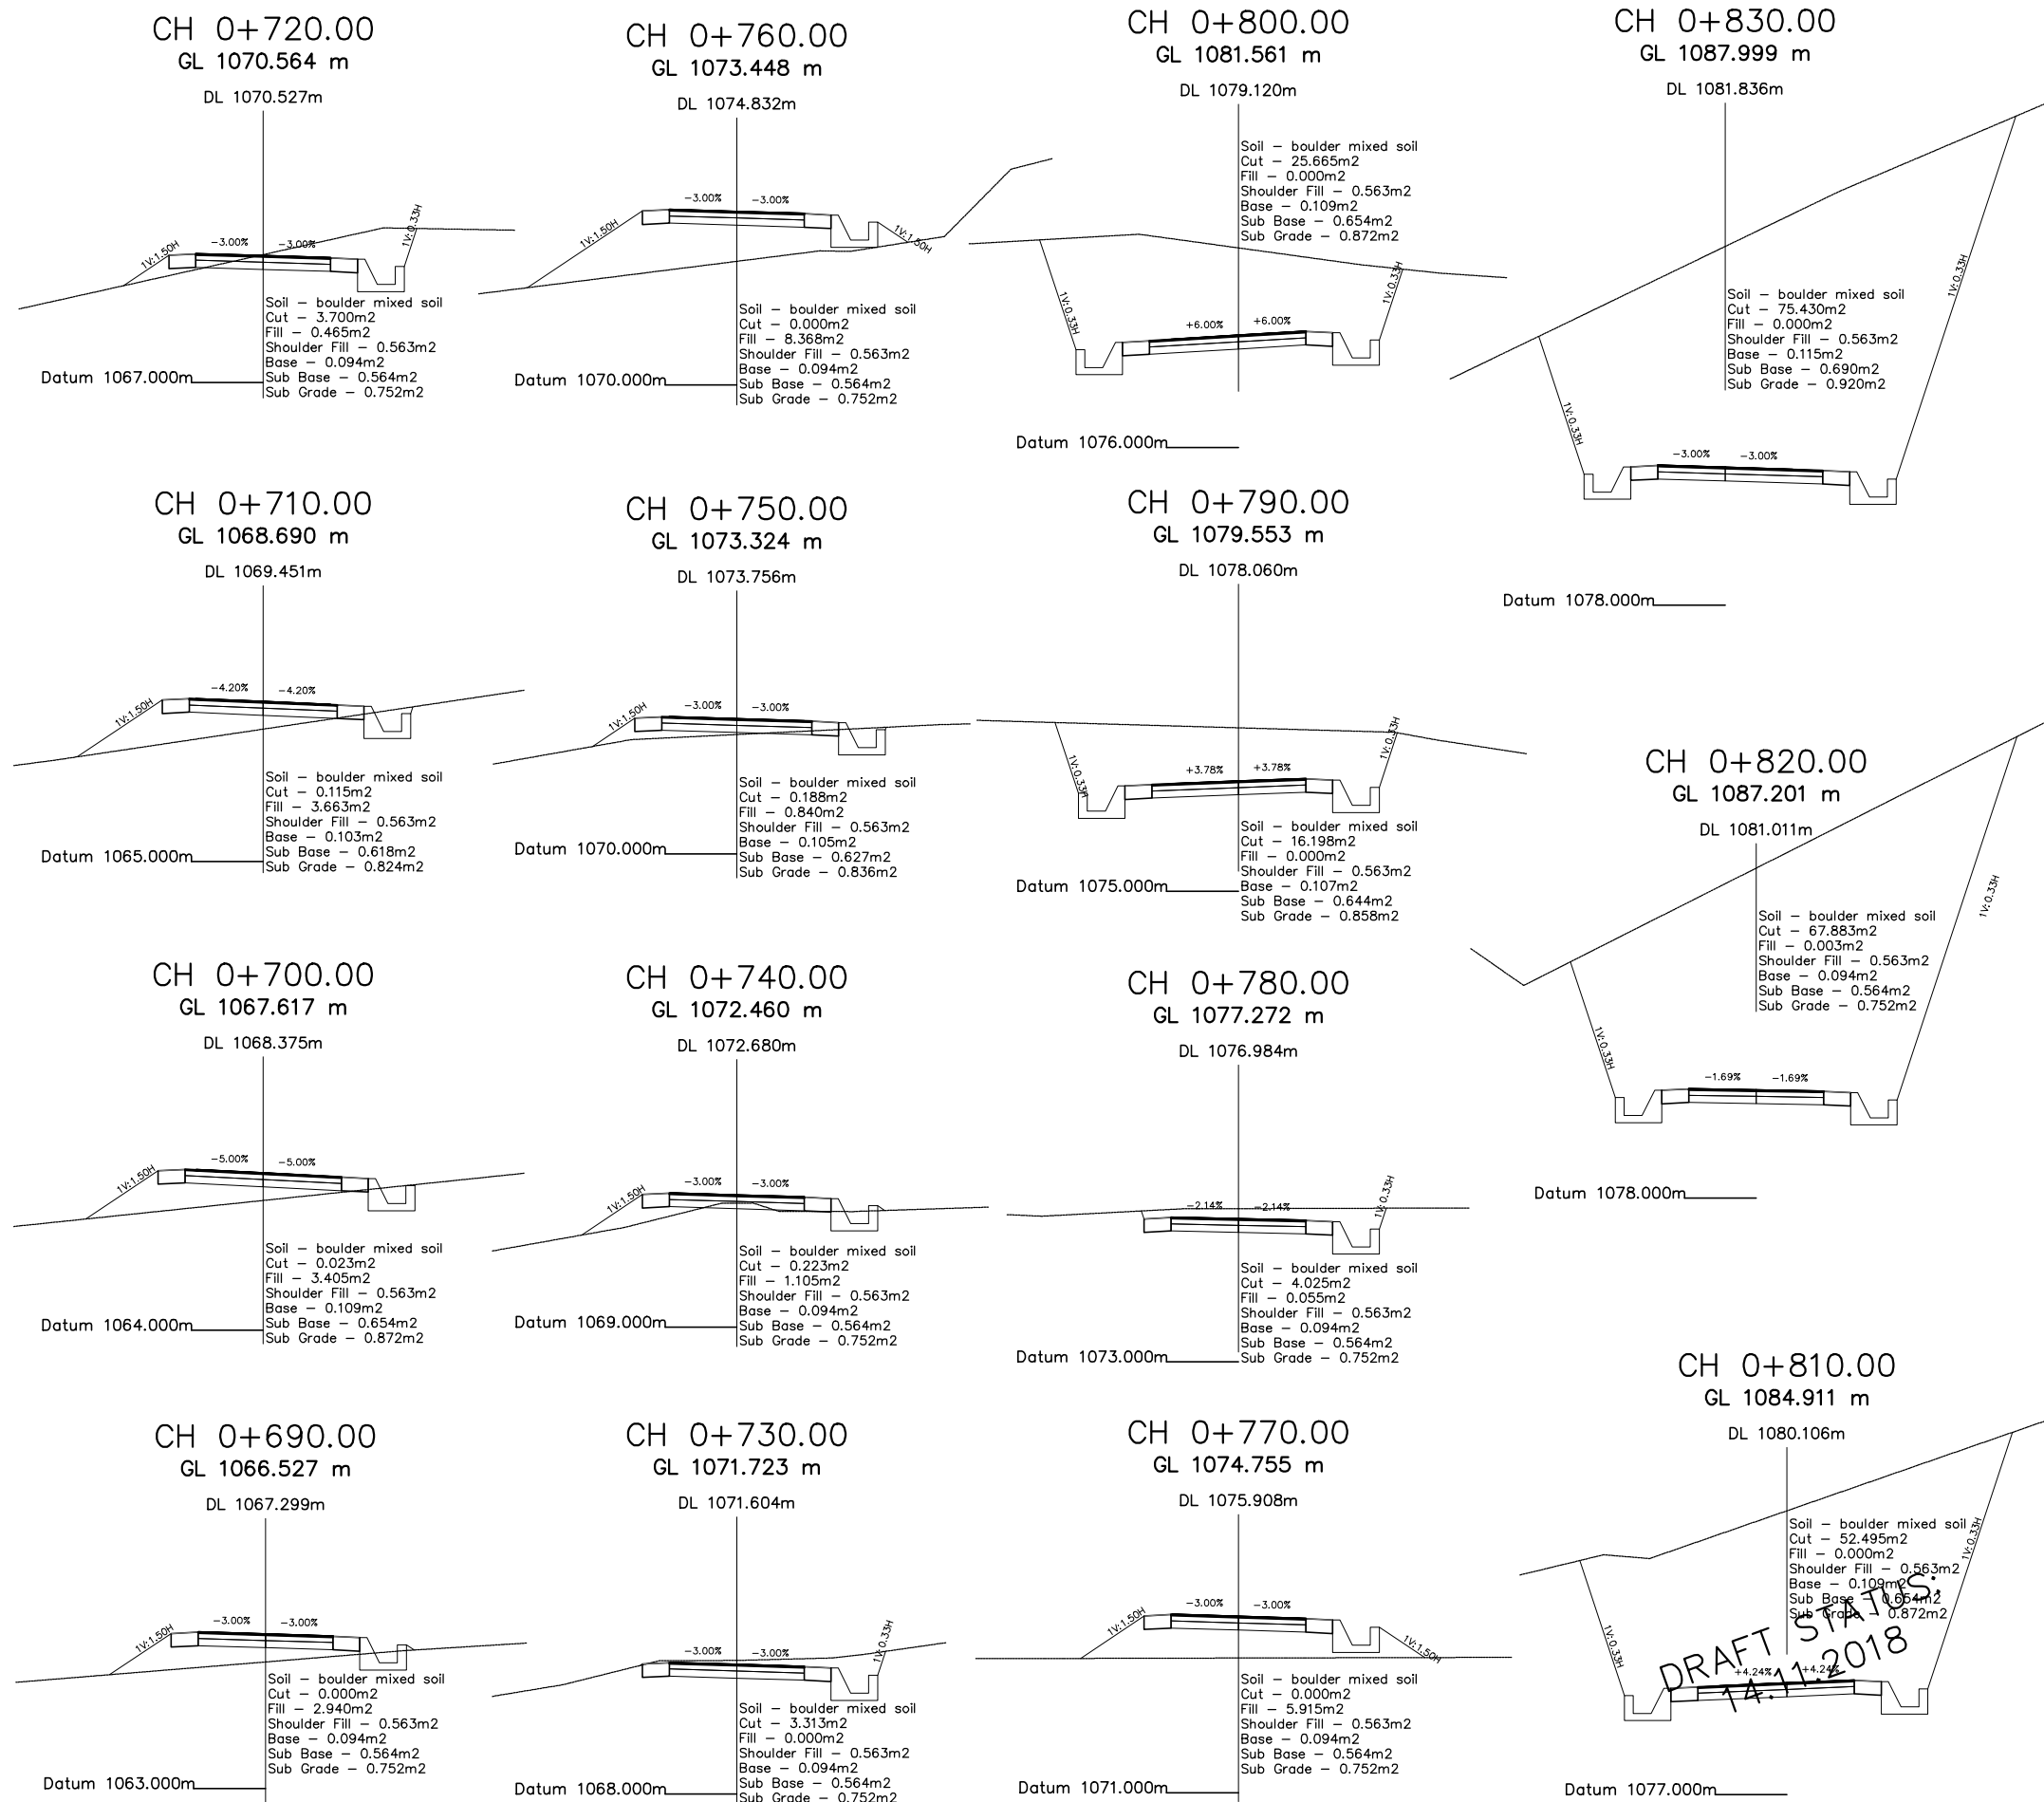 CH 0+720.00
GL 1070.564 m
DL 1070.527m
1V:1.50H
-3.00%
-3.00%
1V:0.33H
Soil - boulder mixed soil
Cut - 3.700m2
Fill - 0.465m2
Shoulder Fill - 0.563m2
Base - 0.094m2
Sub Base - 0.564m2
Sub Grade - 0.752m2
Datum 1067.000m
CH 0+760.00
GL 1073.448 m
DL 1074.832m
1V:1.50H
-3.00%
-3.00%
1V:1.50H
Soil - boulder mixed soil
Cut - 0.000m2
Fill - 8.368m2
Shoulder Fill - 0.563m2
Base - 0.094m2
Sub Base - 0.564m2
Sub Grade - 0.752m2
Datum 1070.000m
CH 0+800.00
GL 1081.561 m
DL 1079.120m
Soil - boulder mixed soil
Cut - 25.665m2
Fill - 0.000m2
Shoulder Fill - 0.563m2
Base - 0.109m2
Sub Base - 0.654m2
Sub Grade - 0.872m2
1V:0.33H
+6.00%
+6.00%
1V:0.33H
Datum 1076.000m
CH 0+830.00
GL 1087.999 m
DL 1081.836m
Soil - boulder mixed soil
Cut - 75.430m2
Fill - 0.000m2
Shoulder Fill - 0.563m2
Base - 0.115m2
Sub Base - 0.690m2
Sub Grade - 0.920m2
1V:0.33H
-3.00%
-3.00%
1V:0.33H
Datum 1078.000m
CH 0+710.00
GL 1068.690 m
DL 1069.451m
1V:1.50H
-4.20%
-4.20%
Soil - boulder mixed soil
Cut - 0.115m2
Fill - 3.663m2
Shoulder Fill - 0.563m2
Base - 0.103m2
Sub Base - 0.618m2
Sub Grade - 0.824m2
Datum 1065.000m
CH 0+750.00
GL 1073.324 m
DL 1073.756m
1V:1.50H
-3.00%
-3.00%
Soil - boulder mixed soil
Cut - 0.188m2
Fill - 0.840m2
Shoulder Fill - 0.563m2
Base - 0.105m2
Sub Base - 0.627m2
Sub Grade - 0.836m2
Datum 1070.000m
CH 0+790.00
GL 1079.553 m
DL 1078.060m
1V:0.33H
+3.78%
+3.78%
1V:0.33H
Soil - boulder mixed soil
Cut - 16.198m2
Fill - 0.000m2
Shoulder Fill - 0.563m2
Base - 0.107m2
Sub Base - 0.644m2
Sub Grade - 0.858m2
Datum 1075.000m
CH 0+820.00
GL 1087.201 m
DL 1081.011m
Soil - boulder mixed soil
Cut - 67.883m2
Fill - 0.003m2
Shoulder Fill - 0.563m2
Base - 0.094m2
Sub Base - 0.564m2
Sub Grade - 0.752m2
1V:0.33H
-1.69%
-1.69%
1V:0.33H
Datum 1078.000m
CH 0+700.00
GL 1067.617 m
DL 1068.375m
1V:1.50H
-5.00%
-5.00%
Soil - boulder mixed soil
Cut - 0.023m2
Fill - 3.405m2
Shoulder Fill - 0.563m2
Base - 0.109m2
Sub Base - 0.654m2
Sub Grade - 0.872m2
Datum 1064.000m
CH 0+740.00
GL 1072.460 m
DL 1072.680m
1V:1.50H
-3.00%
-3.00%
Soil - boulder mixed soil
Cut - 0.223m2
Fill - 1.105m2
Shoulder Fill - 0.563m2
Base - 0.094m2
Sub Base - 0.564m2
Sub Grade - 0.752m2
Datum 1069.000m
CH 0+780.00
GL 1077.272 m
DL 1076.984m
-2.14%
-2.14%
1V:0.33H
Soil - boulder mixed soil
Cut - 4.025m2
Fill - 0.055m2
Shoulder Fill - 0.563m2
Base - 0.094m2
Sub Base - 0.564m2
Sub Grade - 0.752m2
Datum 1073.000m
CH 0+810.00
GL 1084.911 m
DL 1080.106m
Soil - boulder mixed soil
Cut - 52.495m2
Fill - 0.000m2
Shoulder Fill - 0.563m2
Base - 0.109m2
Sub Base - 0.654m2
Sub Grade - 0.872m2
1V:0.33H
+4.24%
+4.24%
1V:0.33H
DRAFT STATUS:
14.11.2018
Datum 1077.000m
CH 0+690.00
GL 1066.527 m
DL 1067.299m
1V:1.50H
-3.00%
-3.00%
Soil - boulder mixed soil
Cut - 0.000m2
Fill - 2.940m2
Shoulder Fill - 0.563m2
Base - 0.094m2
Sub Base - 0.564m2
Sub Grade - 0.752m2
Datum 1063.000m
CH 0+730.00
GL 1071.723 m
DL 1071.604m
-3.00%
-3.00%
1V:0.33H
Soil - boulder mixed soil
Cut - 3.313m2
Fill - 0.000m2
Shoulder Fill - 0.563m2
Base - 0.094m2
Sub Base - 0.564m2
Sub Grade - 0.752m2
Datum 1068.000m
CH 0+770.00
GL 1074.755 m
DL 1075.908m
1V:1.50H
-3.00%
-3.00%
1V:1.50H
Soil - boulder mixed soil
Cut - 0.000m2
Fill - 5.915m2
Shoulder Fill - 0.563m2
Base - 0.094m2
Sub Base - 0.564m2
Sub Grade - 0.752m2
Datum 1071.000m